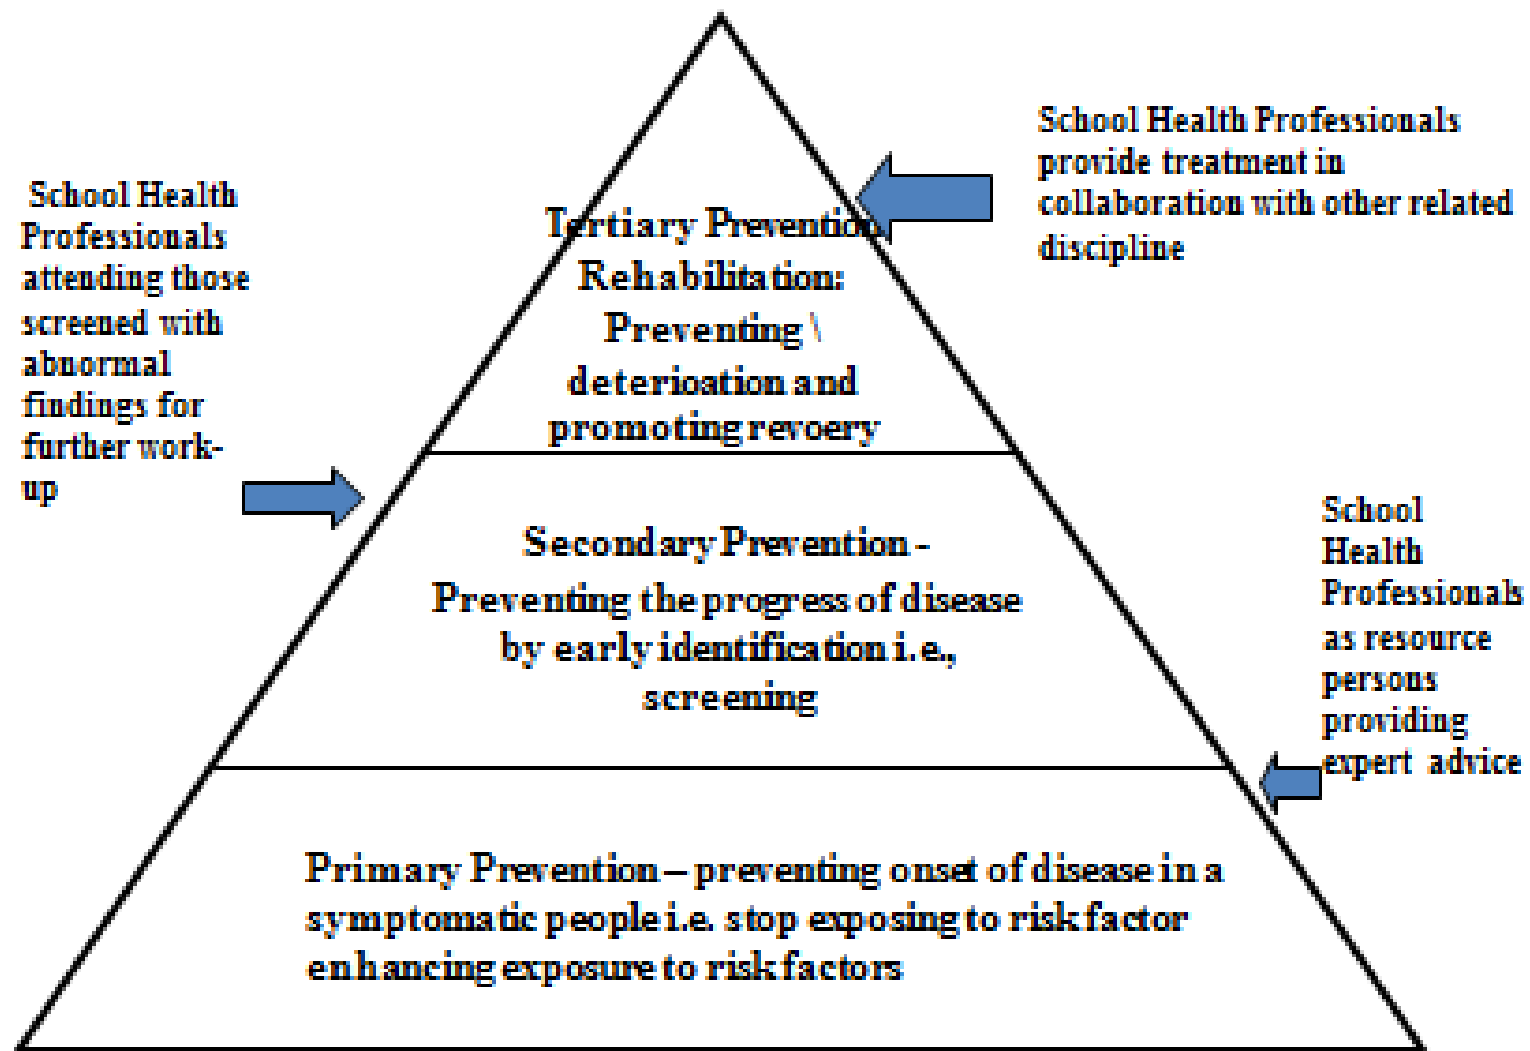 School Health Professionals
provide treatment in
collaboration with other related
discipline
School Health
Professionals
attending those
screened with
abnormal
findings for
further work-
up
Tertiary Prevention
Rehabilitation:
Preventing \
deterioation and
promoting revoery
Secondary Prevention -
Preventing the progress of disease
by early identification i.e.,
screening
School
Health
Professionals
as resource
persons
providing
expert advice
Primary Prevention – preventing onset of disease in a
symptomatic people i.e. stop exposing to risk factor
enhancing exposure to risk factors